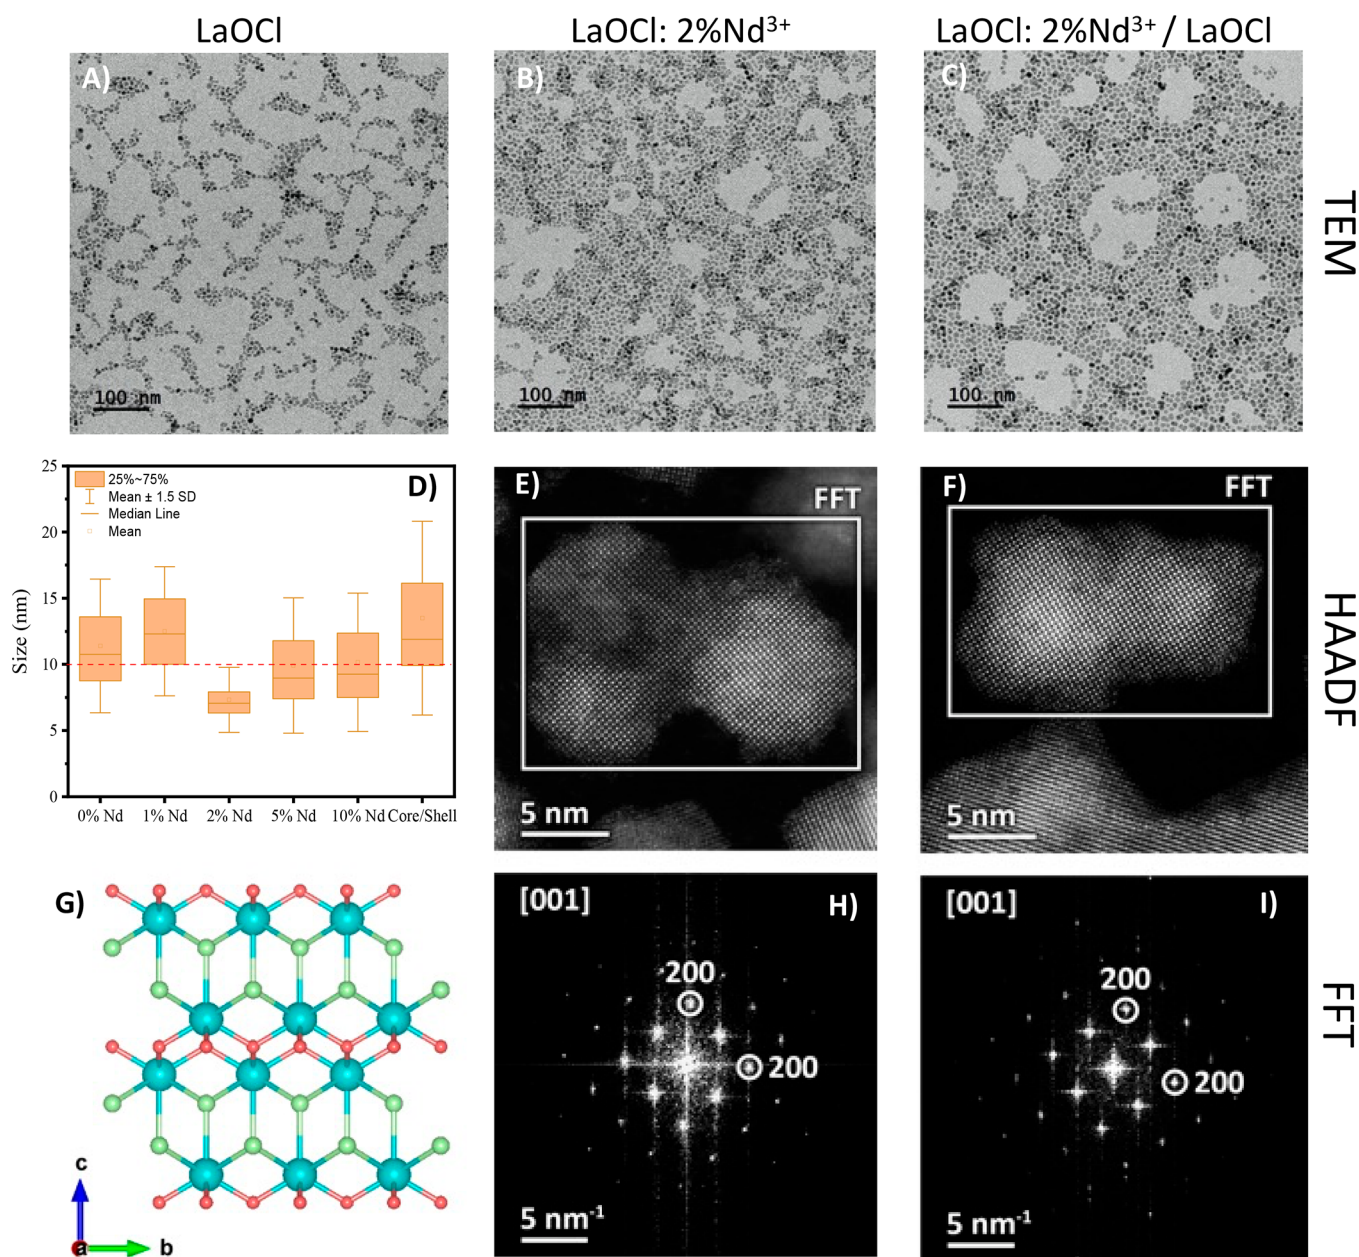 LaOCl
LaOCl: 2%Nd³⁺
LaOCl: 2%Nd³⁺ / LaOCl
A)
B)
C)
TEM
100 nm
100 nm
100 nm
25
20
15
10
5
0
Size (nm)
25%~75%
Mean ± 1.5 SD
Median Line
Mean
D)
0% Nd
1% Nd
2% Nd
5% Nd
10% Nd
Core/Shell
E)
FFT
5 nm
F)
FFT
5 nm
HAADF
G)
c
a
b
[001]
H)
200
200
5 nm⁻¹
[001]
I)
200
200
5 nm⁻¹
FFT